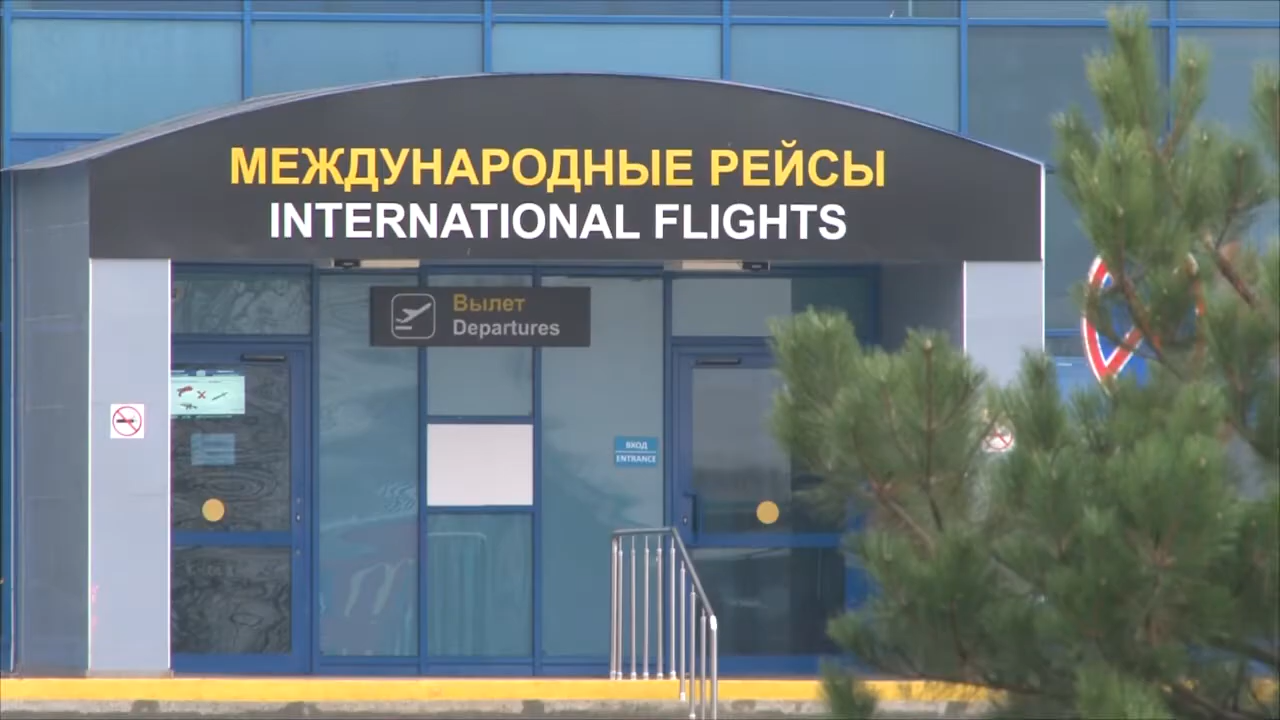 МЕЖДУНАРОДНЫЕ РЕЙСЫ
INTERNATIONAL FLIGHTS
Вылет
Departures
ВХОД
ENTRANCE